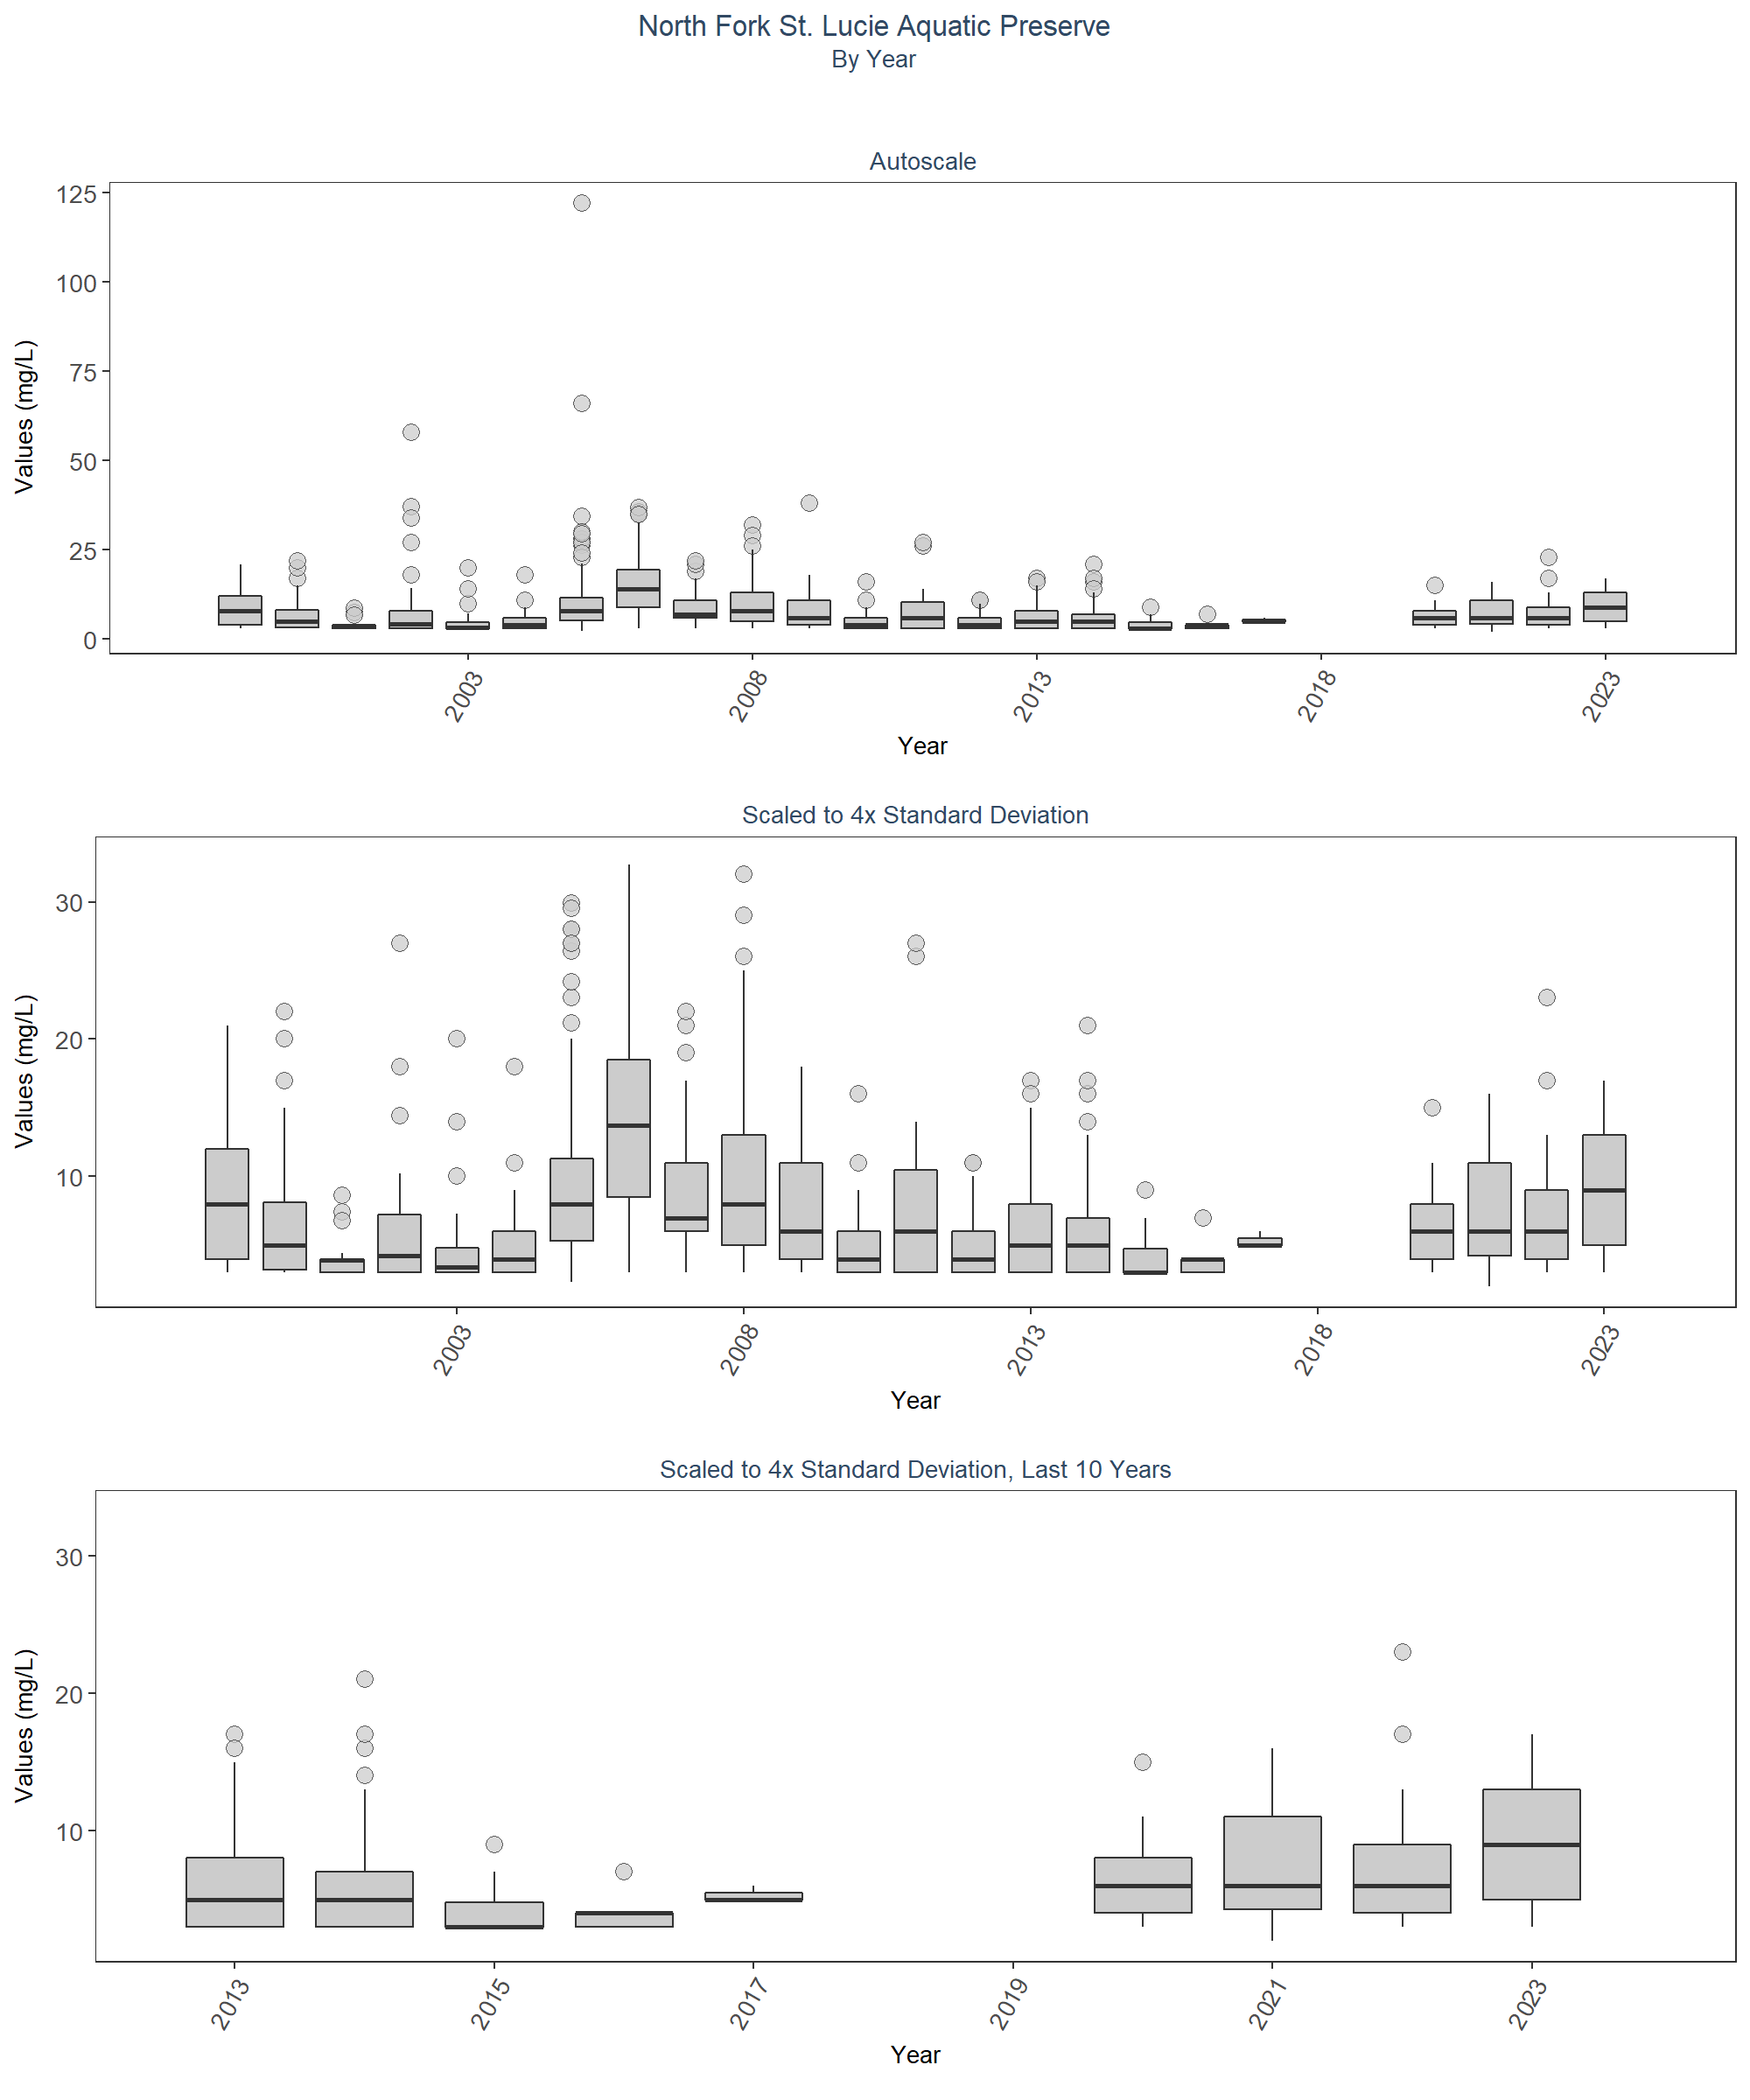 North Fork St. Lucie Aquatic Preserve
By Year
Autoscale
125
100
75
50
25
0
Values (mg/L)
2003
2008
2013
2018
2023
Year
Scaled to 4x Standard Deviation
30
20
10
Values (mg/L)
2003
2008
2013
2018
2023
Year
Scaled to 4x Standard Deviation, Last 10 Years
30
20
10
Values (mg/L)
2013
2015
2017
2019
2021
2023
Year